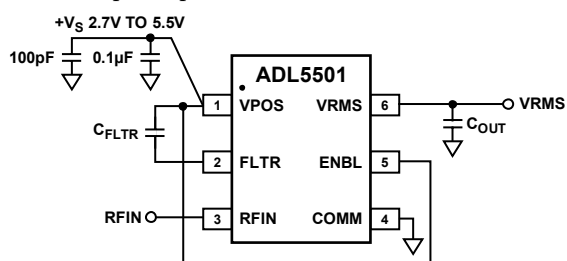 +VS 2.7V TO 5.5V
100pF 0.1µF
ADL5501
1 VPOS VRMS 6 VRMS
CFLTR COUT
2 FLTR ENBL 5
RFIN 3 RFIN COMM 4